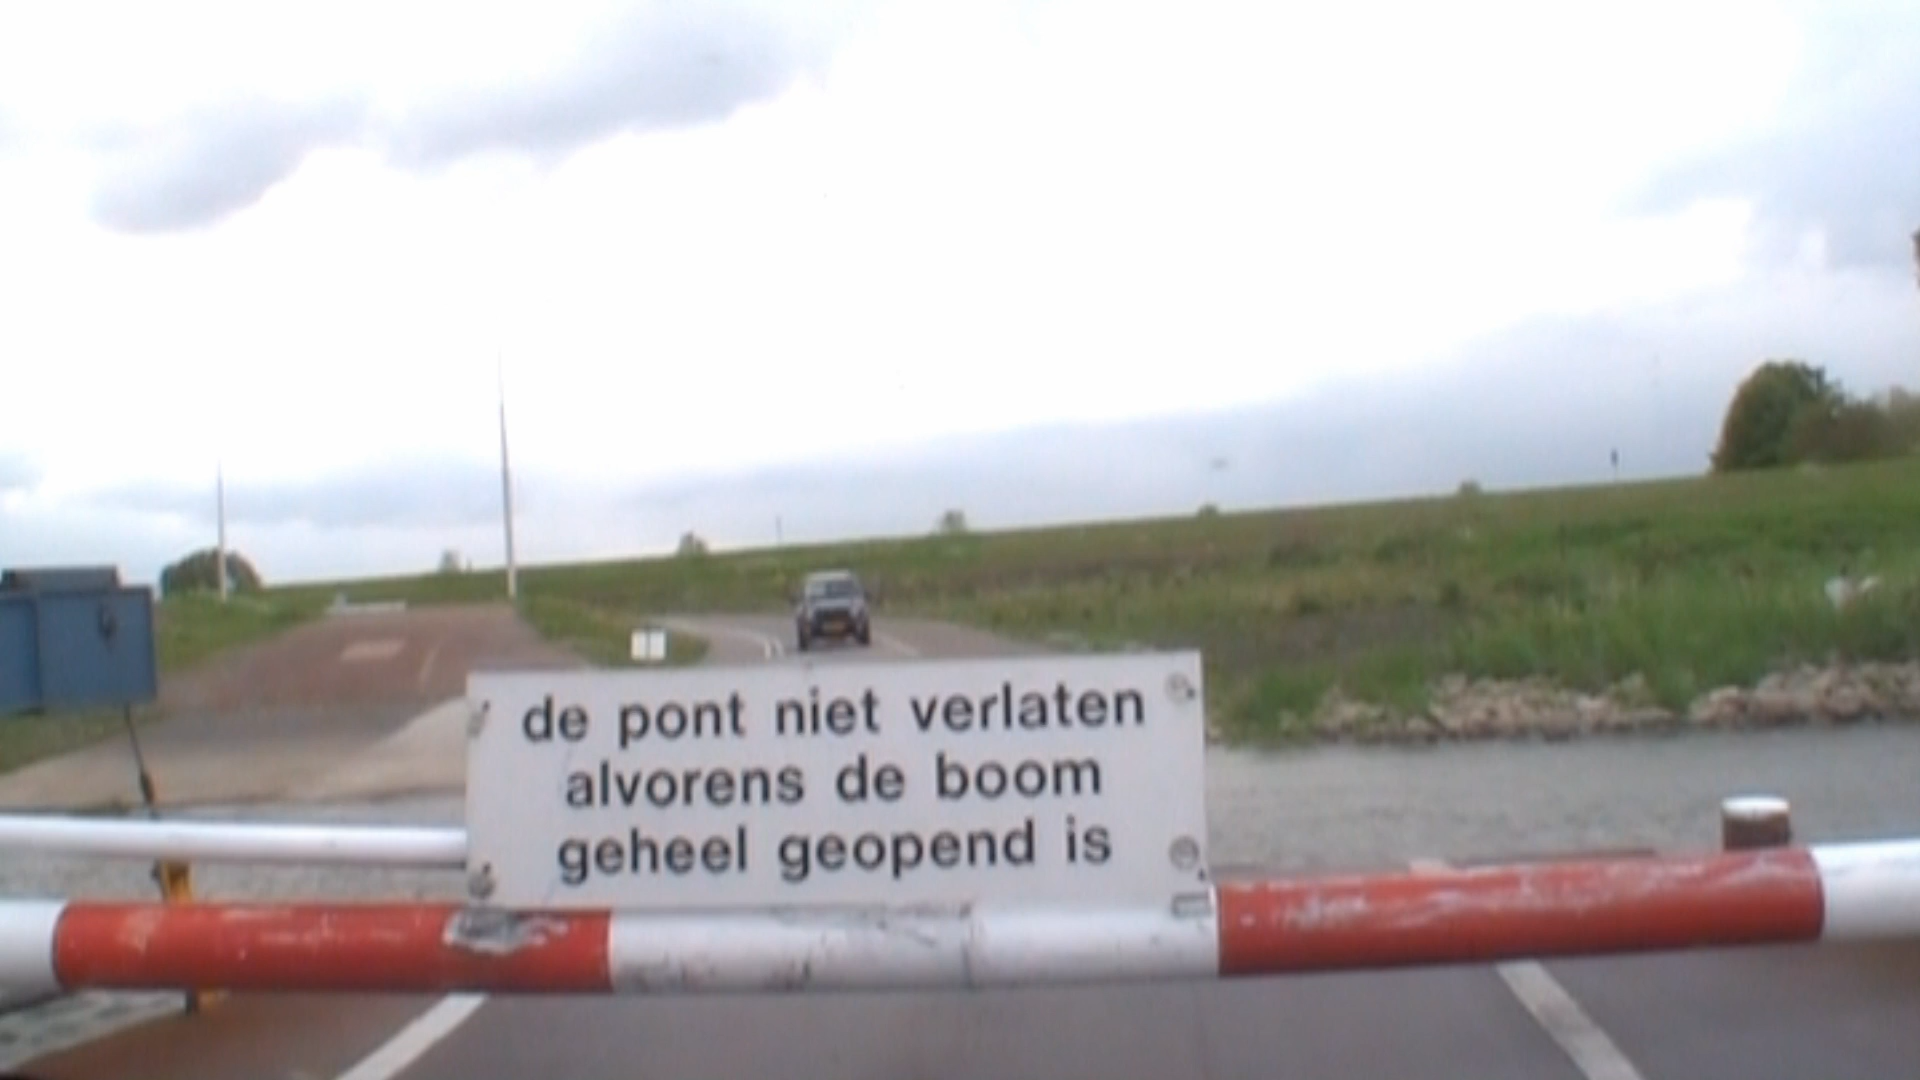 de pont niet verlaten
alvorens de boom
geheel geopend is